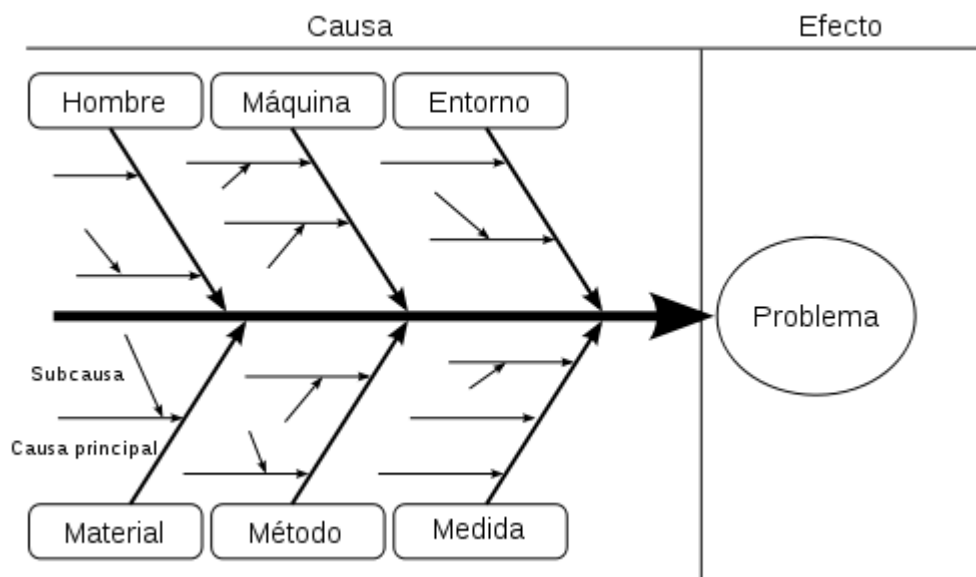 Causa
Efecto
Hombre
Máquina
Entorno
Problema
Subcausa
Causa principal
Material
Método
Medida